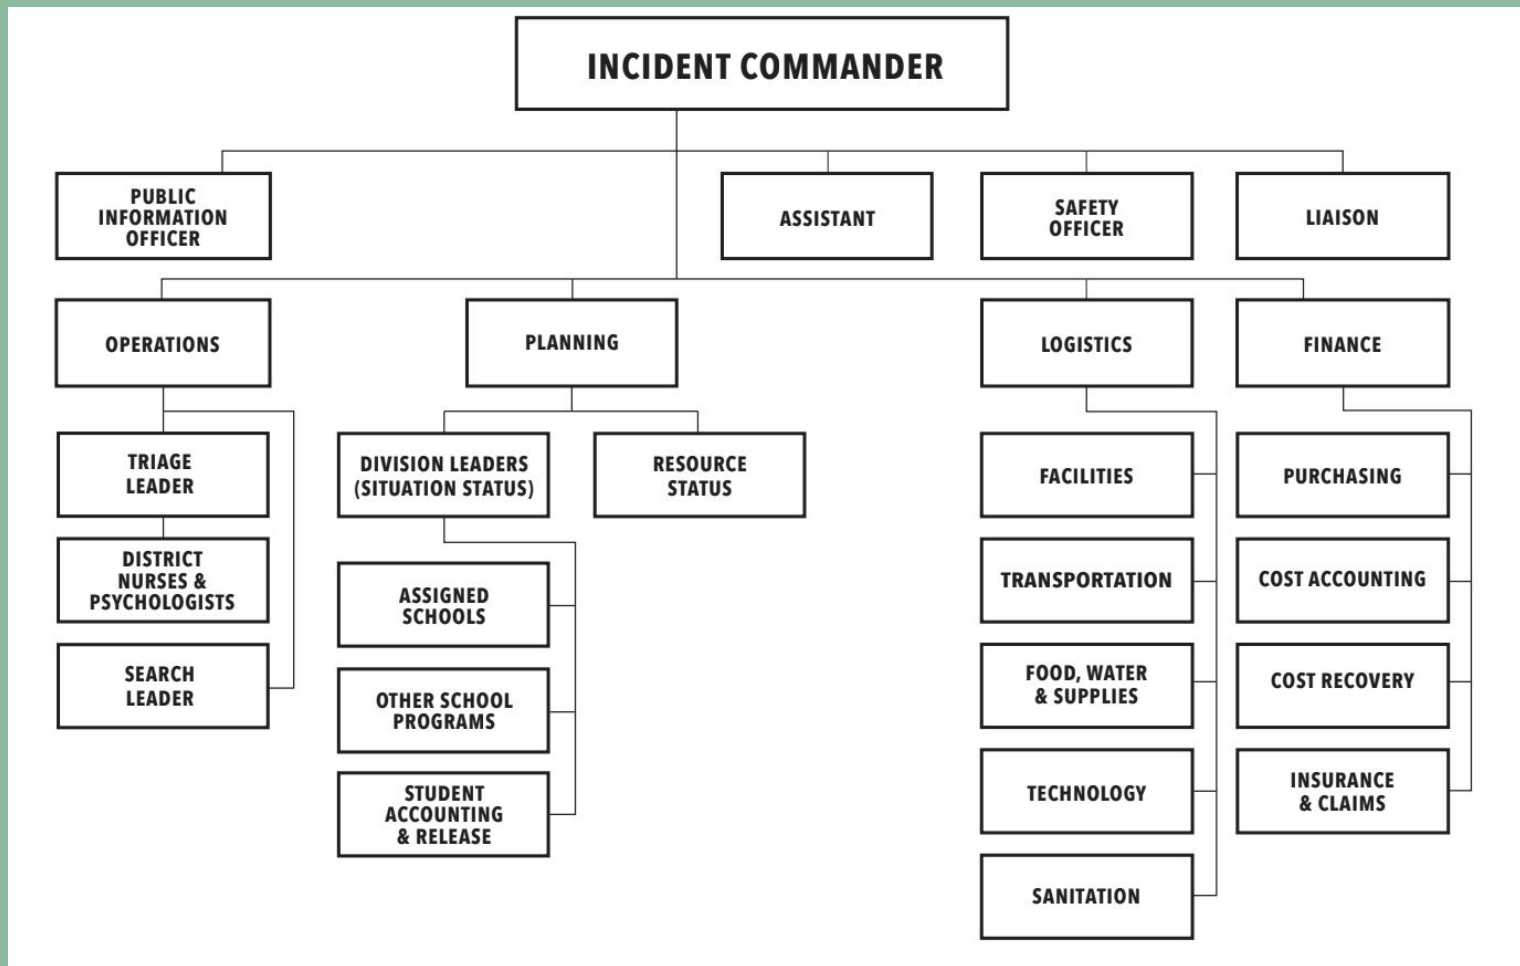 INCIDENT COMMANDER
PUBLIC
INFORMATION
OFFICER
ASSISTANT
SAFETY
OFFICER
LIAISON
OPERATIONS
PLANNING
LOGISTICS
FINANCE
TRIAGE
LEADER
DISTRICT
NURSES &
PSYCHOLOGISTS
SEARCH
LEADER
DIVISION LEADERS
(SITUATION STATUS)
RESOURCE
STATUS
ASSIGNED
SCHOOLS
OTHER SCHOOL
PROGRAMS
STUDENT
ACCOUNTING
& RELEASE
FACILITIES
TRANSPORTATION
FOOD, WATER
& SUPPLIES
TECHNOLOGY
SANITATION
PURCHASING
COST ACCOUNTING
COST RECOVERY
INSURANCE
& CLAIMS